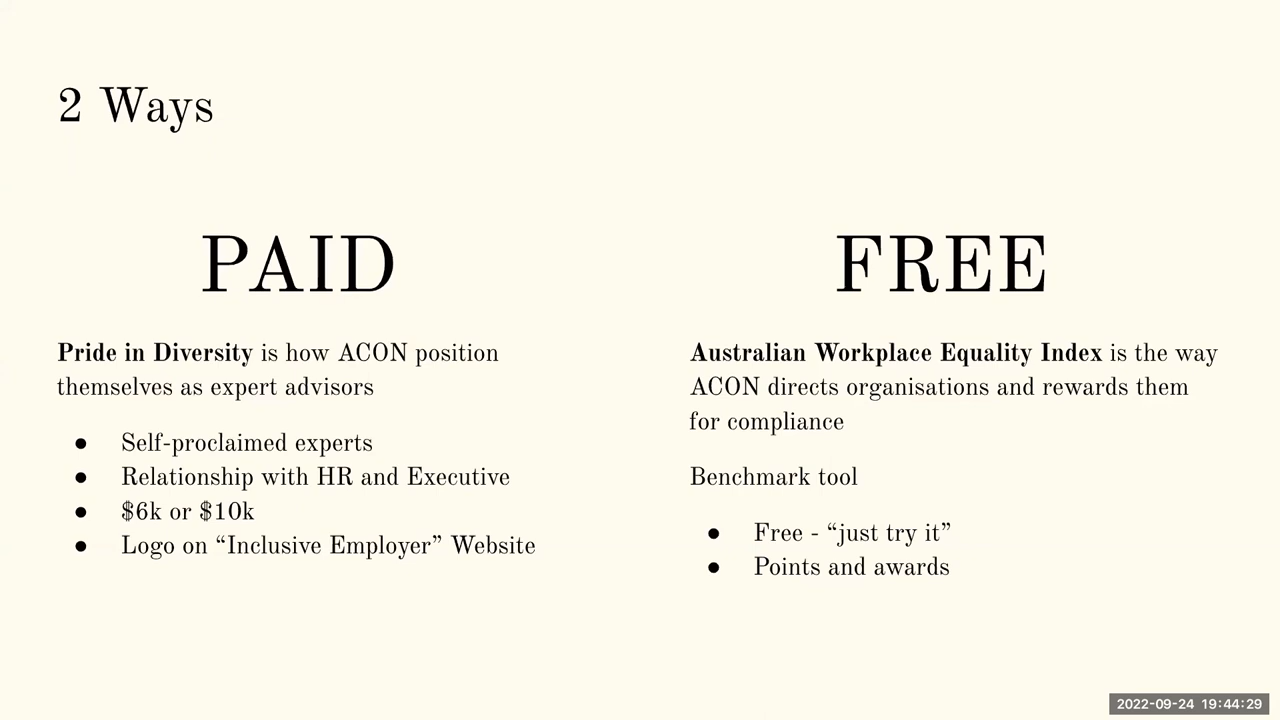 2 Ways
PAID
Pride in Diversity is how ACON position
themselves as expert advisors
● Self-proclaimed experts
● Relationship with HR and Executive
● $6k or $10k
● Logo on “Inclusive Employer” Website
FREE
Australian Workplace Equality Index is the way
ACON directs organisations and rewards them
for compliance
Benchmark tool
● Free - “just try it”
● Points and awards
2022-09-24 19:44:29